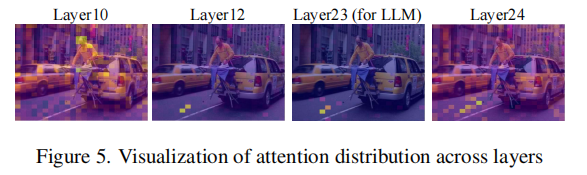 Layer10 Layer12 Layer23 (for LLM) Layer24
Figure 5. Visualization of attention distribution across layers